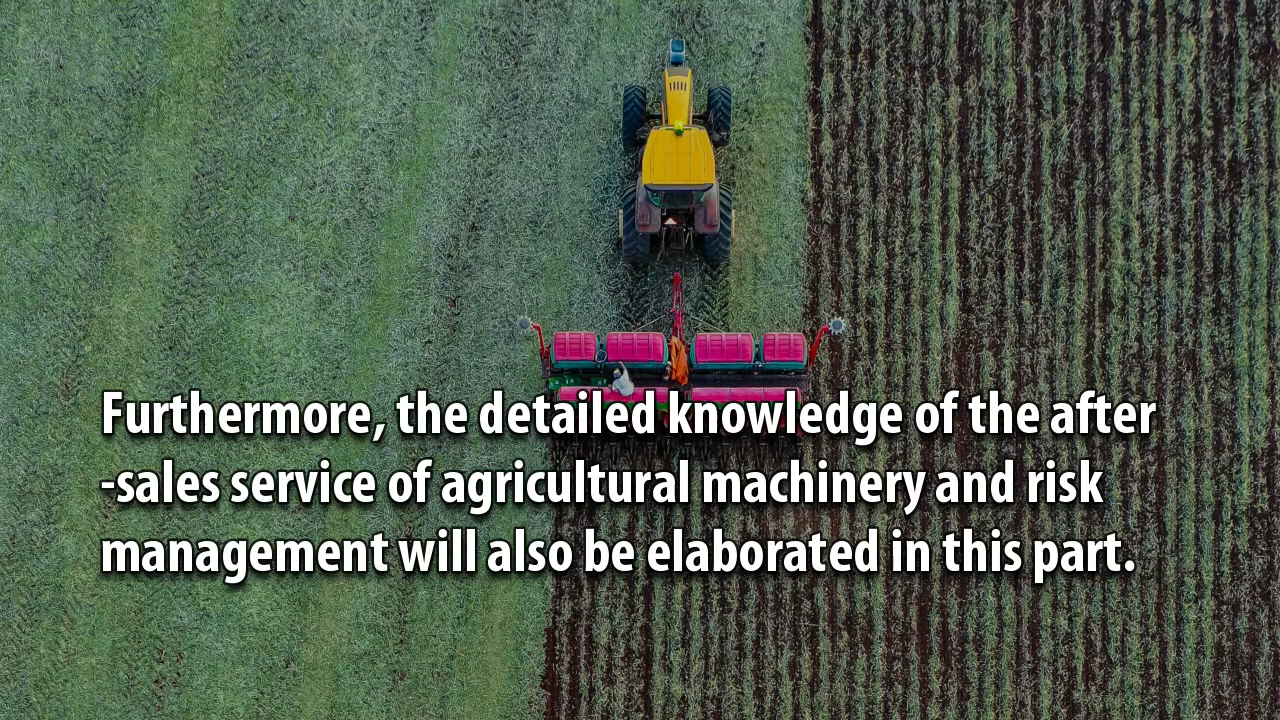 Furthermore, the detailed knowledge of the after
-sales service of agricultural machinery and risk
management will also be elaborated in this part.